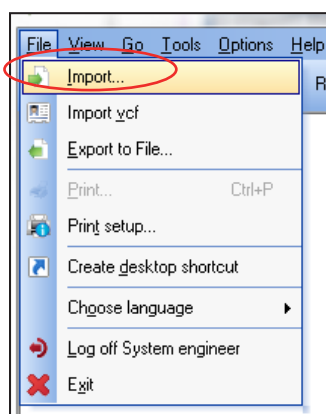 File View Go Tools Options Help
Import...
R
Import vcf
Export to File...
Print... Ctrl+P
Print setup...
Create desktop shortcut
Choose language
Log off System engineer
Exit